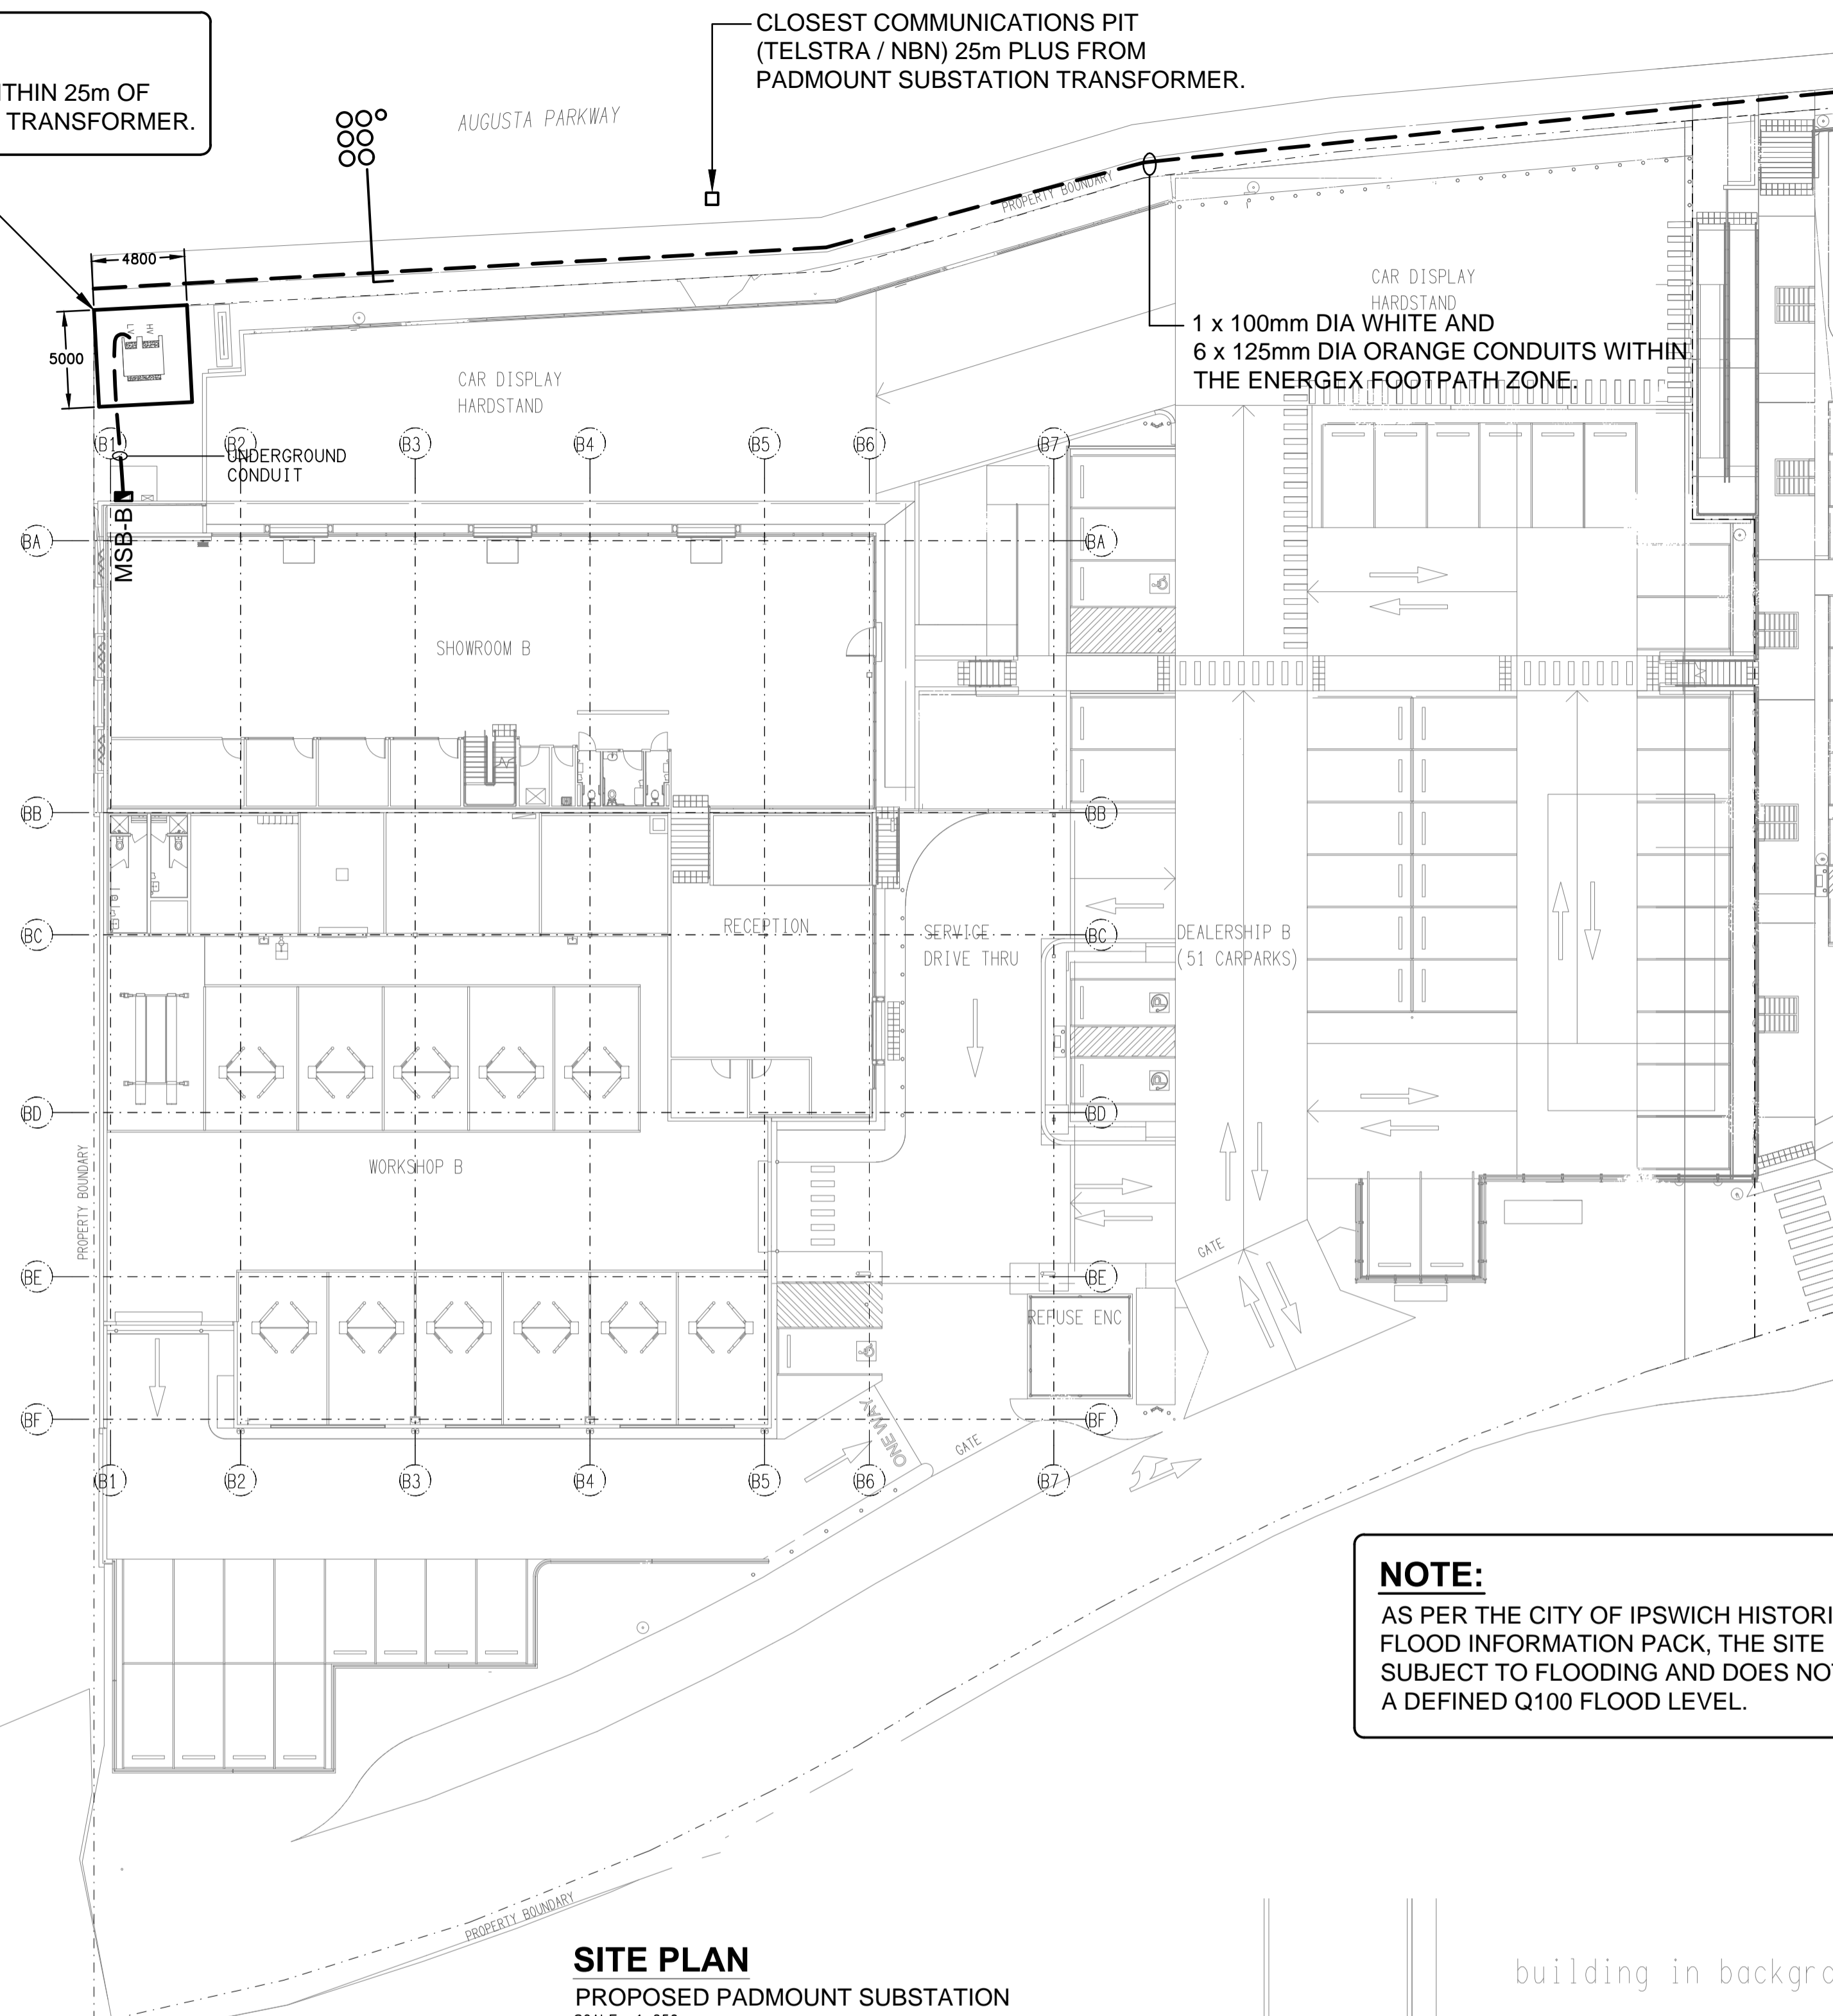 CLOSEST COMMUNICATIONS PIT
(TELSTRA / NBN) 25m PLUS FROM
PADMOUNT SUBSTATION TRANSFORMER.
25m OF
TRANSFORMER.
AUGUSTA PARKWAY
PROPERTY BOUNDARY
4800
5000
LV
HV
CAR DISPLAY
HARDSTAND
1 x 100mm DIA WHITE AND
6 x 125mm DIA ORANGE CONDUITS WITHIN
THE ENERGEX FOOTPATH ZONE.
CAR DISPLAY
HARDSTAND
B1
B2
B3
B4
B5
B6
B7
UNDERGROUND
CONDUIT
MSB-B
BA
BA
SHOWROOM B
BB
BB
RECEPTION
BC
BC
SERVICE
DRIVE THRU
DEALERSHIP B
(51 CARPARKS)
BD
BD
WORKSHOP B
PROPERTY BOUNDARY
GATE
BE
BE
REFUSE ENC
BF
BF
ONE WAY
GATE
B1
B2
B3
B4
B5
B6
B7
NOTE:
AS PER THE CITY OF IPSWICH
FLOOD INFORMATION PACK, THE SITE
SUBJECT TO FLOODING AND DOES NOT
A DEFINED Q100 FLOOD LEVEL.
PROPERTY BOUNDARY
SITE PLAN
PROPOSED PADMOUNT SUBSTATION
building in